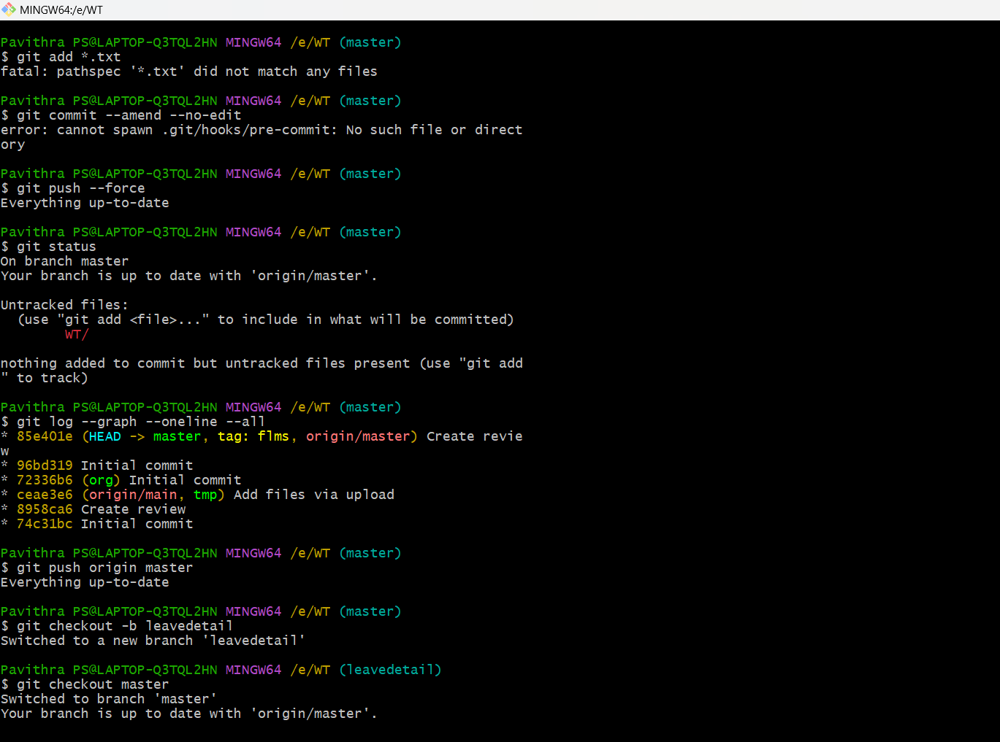 MINGW64:/e/WT
Pavithra PS@LAPTOP-Q3TQL2HN MINGW64 /e/WT (master)
$ git add *.txt
fatal: pathspec '*.txt' did not match any files
Pavithra PS@LAPTOP-Q3TQL2HN MINGW64 /e/WT (master)
$ git commit --amend --no-edit
error: cannot spawn .git/hooks/pre-commit: No such file or direct
ory
Pavithra PS@LAPTOP-Q3TQL2HN MINGW64 /e/WT (master)
$ git push --force
Everything up-to-date
Pavithra PS@LAPTOP-Q3TQL2HN MINGW64 /e/WT (master)
$ git status
On branch master
Your branch is up to date with 'origin/master'.
Untracked files:
  (use "git add <file>..." to include in what will be committed)
        WT/
nothing added to commit but untracked files present (use "git add
" to track)
Pavithra PS@LAPTOP-Q3TQL2HN MINGW64 /e/WT (master)
$ git log --graph --oneline --all
* 85e401e (HEAD -> master, tag: flms, origin/master) Create revie
w
* 96bd319 Initial commit
* 72336b6 (org) Initial commit
* ceae3e6 (origin/main, tmp) Add files via upload
* 8958ca6 Create review
* 74c31bc Initial commit
Pavithra PS@LAPTOP-Q3TQL2HN MINGW64 /e/WT (master)
$ git push origin master
Everything up-to-date
Pavithra PS@LAPTOP-Q3TQL2HN MINGW64 /e/WT (master)
$ git checkout -b leavedetail
Switched to a new branch 'leavedetail'
Pavithra PS@LAPTOP-Q3TQL2HN MINGW64 /e/WT (leavedetail)
$ git checkout master
Switched to branch 'master'
Your branch is up to date with 'origin/master'.